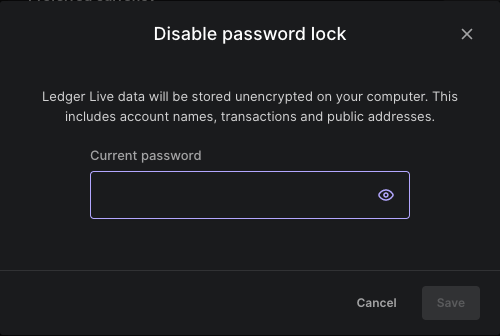 Disable password lock
Ledger Live data will be stored unencrypted on your computer. This
includes account names, transactions and public addresses.
Current password
Cancel
Save